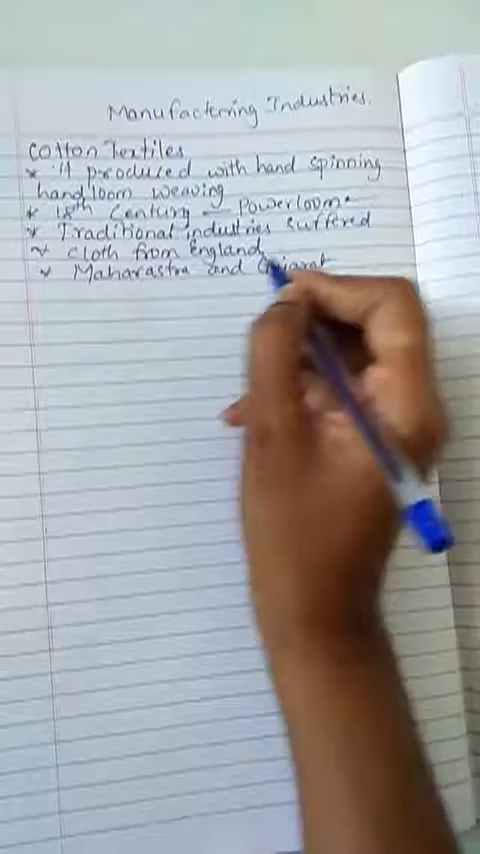 Manufacturing Industries.
Cotton Textiles
* It produced with hand spinning
handloom weaving
* 18th Century — Powerlooms
* Traditional industries suffered
* cloth from England
* Maharastra and Gujarat